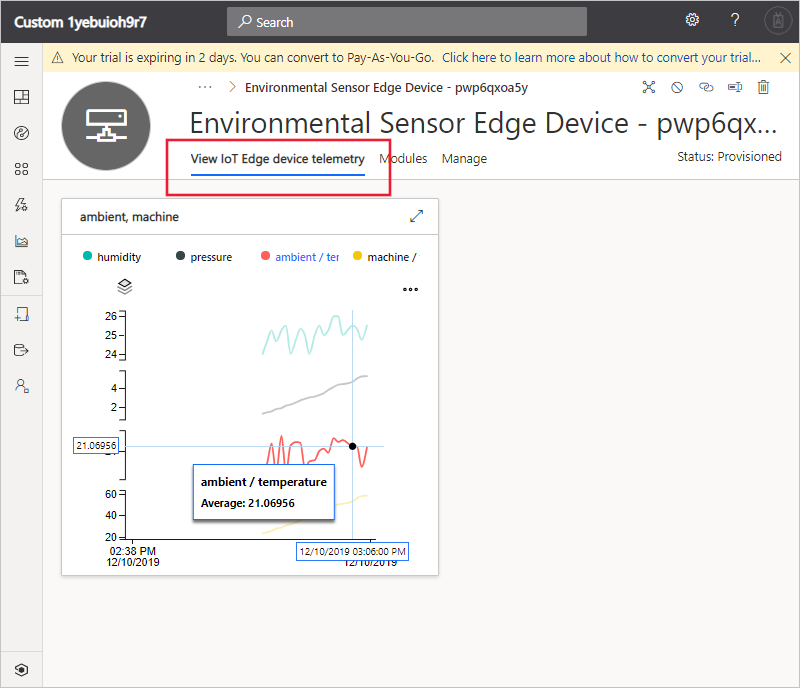 Custom 1yebuioh9r7
Search
?
Your trial is expiring in 2 days. You can convert to Pay-As-You-Go. Click here to learn more about how to convert your trial...
... > Environmental Sensor Edge Device - pwp6qxoa5y
Environmental Sensor Edge Device - pwp6qx...
View IoT Edge device telemetry Modules Manage
Status: Provisioned
ambient, machine
humidity pressure ambient / ter machine /
26
25
24
4
2
21.06956
ambient / temperature
Average: 21.06956
60
40
20
02:38 PM
12/10/2019
12/10/2019 03:06:00 PM
12/10/2019